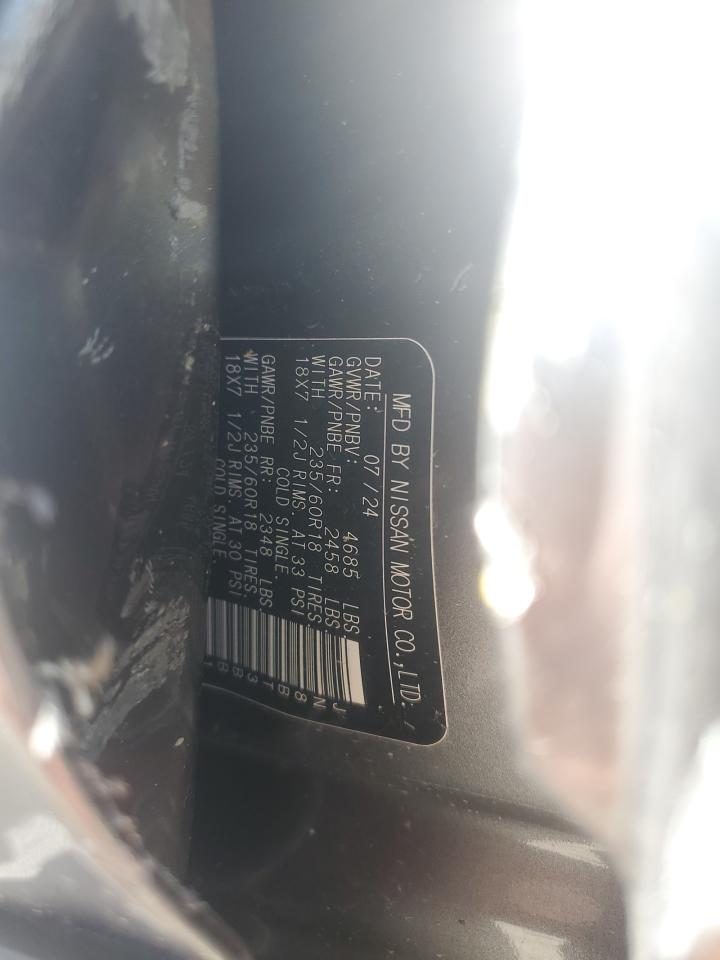 MFD BY NISSAN MOTOR CO.,LTD.
DATE: 07/24
GVWR/PNBV: 4685 LBS
GAWR/PNBE FR: 2458 LBS
WITH 235/60R18 TIRES
18X7 1/2J RIMS AT 33 PSI
COLD SINGLE.
GAWR/PNBE RR: 2348 LBS
WITH 235/60R18 TIRES
18X7 1/2J RIMS AT 30 PSI
COLD SINGLE
JN8BT3BB